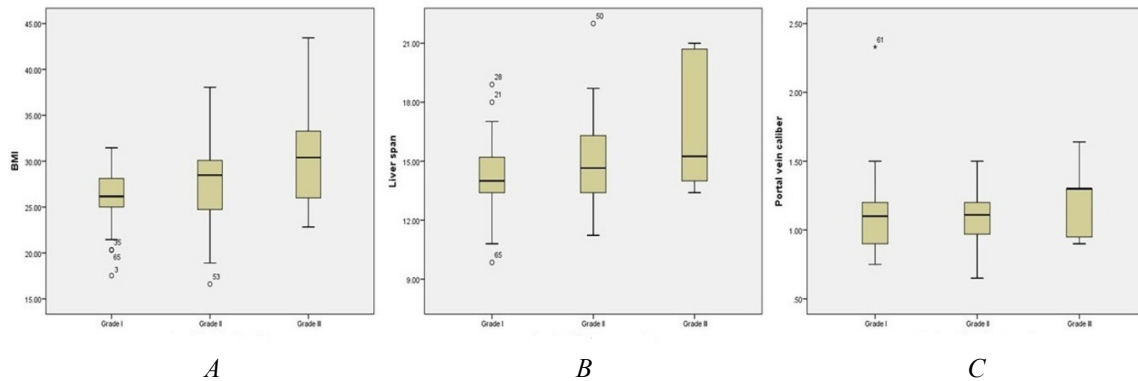 BMI
45.00
40.00
35.00
30.00
25.00
20.00
15.00
35
65
3
53
Grade I
Grade II
Grade III
A
Liver span
21.00
18.00
15.00
12.00
9.00
28
21
65
50
Grade I
Grade II
Grade III
B
Portal vein caliber
2.50
2.00
1.50
1.00
.50
61
Grade I
Grade II
Grade III
C